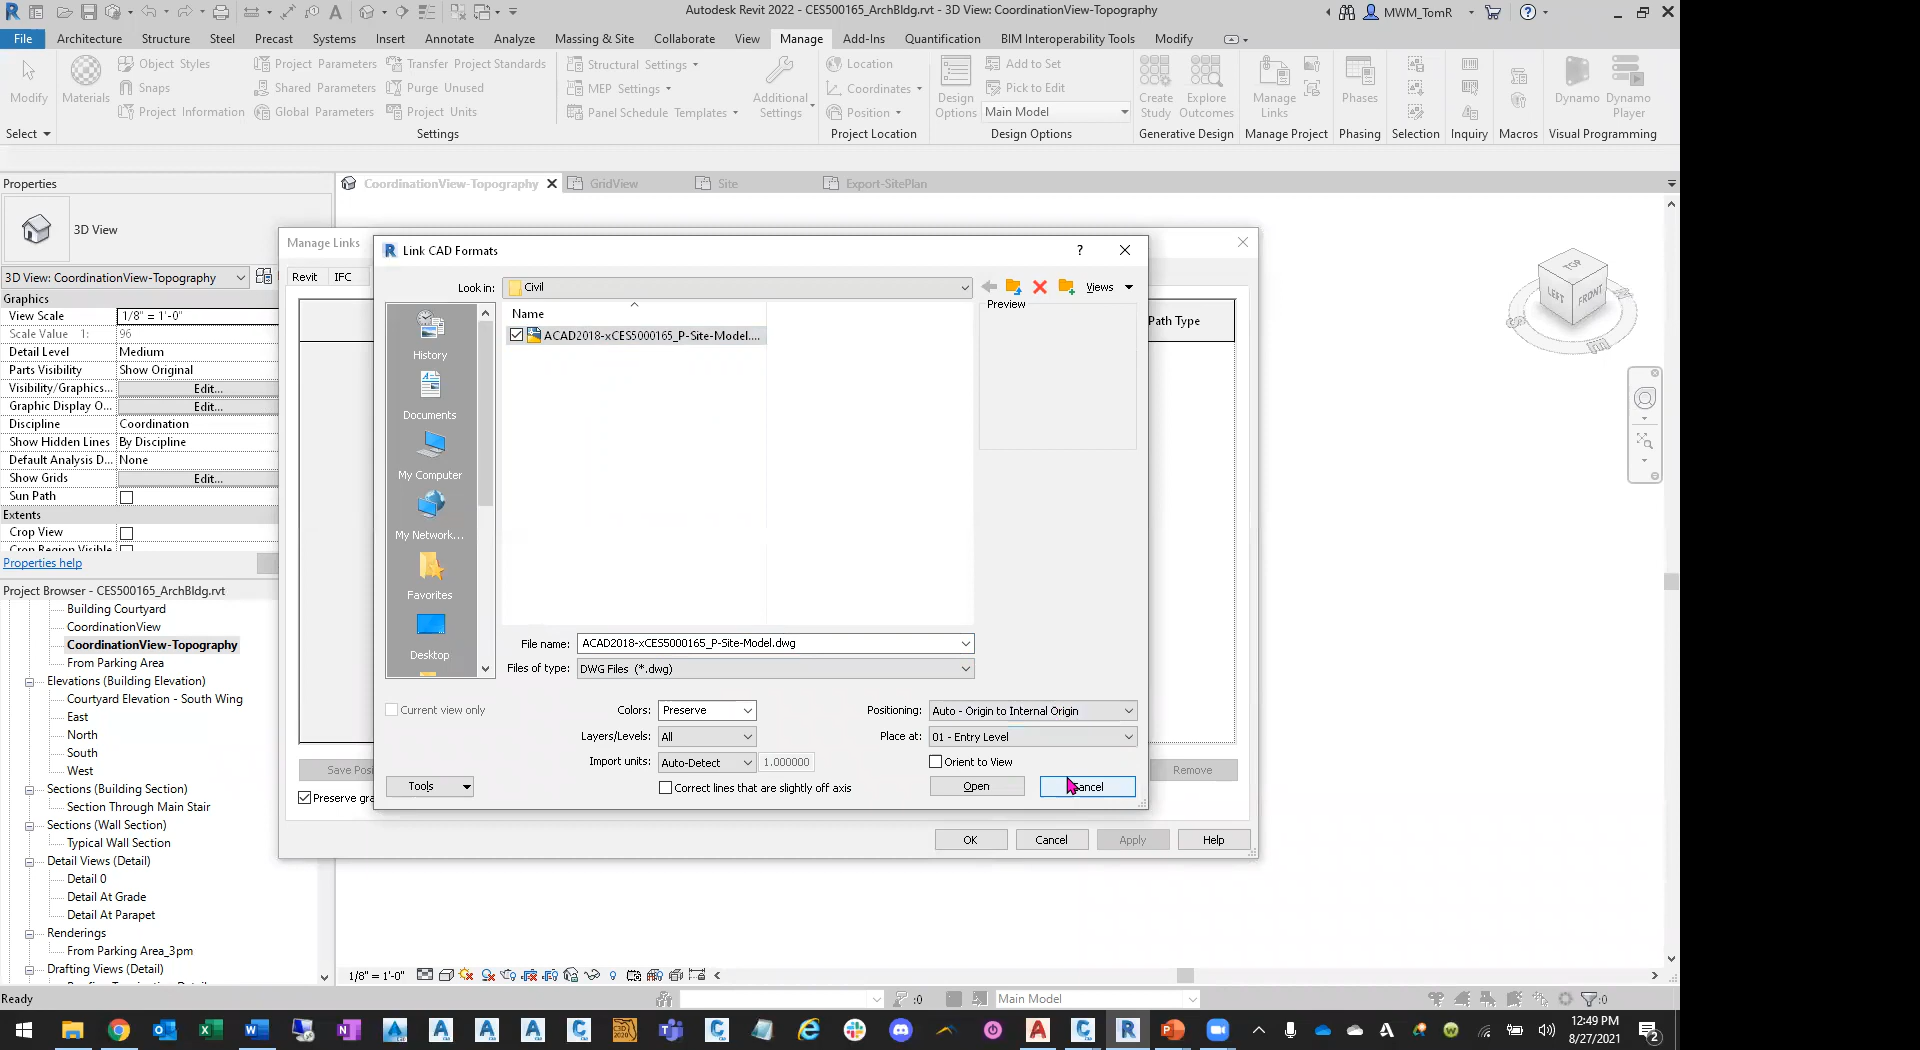 Autodesk Revit 2022 - CES500165_ArchBldg.rvt - 3D View: CoordinationView-Topography
MWM_TomR
File Architecture Structure Steel Precast Systems Insert Annotate Analyze Massing & Site Collaborate View Manage Add-Ins Quantification BIM Interoperability Tools Modify
Modify
Select
Materials
Object Styles
Snaps
Project Information
Project Parameters
Shared Parameters
Global Parameters
Transfer Project Standards
Purge Unused
Project Units
Settings
Structural Settings
MEP Settings
Panel Schedule Templates
Additional Settings
Location
Coordinates
Position
Project Location
Design Options
Add to Set
Pick to Edit
Main Model
Design Options
Create Study
Explore Outcomes
Generative Design
Manage Links
Manage Project
Phases
Phasing
Selection
Inquiry
Macros
Dynamo
Dynamo Player
Visual Programming
Properties
3D View
3D View: CoordinationView-Topography
Graphics
View Scale 1/8" = 1'-0"
Scale Value 1: 96
Detail Level Medium
Parts Visibility Show Original
Visibility/Graphics... Edit...
Graphic Display O... Edit...
Discipline Coordination
Show Hidden Lines By Discipline
Default Analysis D... None
Show Grids Edit...
Sun Path
Extents
Crop View
Crop Region Visible
Properties help
Project Browser - CES500165_ArchBldg.rvt
Building Courtyard
CoordinationView
CoordinationView-Topography
From Parking Area
Elevations (Building Elevation)
Courtyard Elevation - South Wing
East
North
South
West
Sections (Building Section)
Section Through Main Stair
Sections (Wall Section)
Typical Wall Section
Detail Views (Detail)
Detail 0
Detail At Grade
Detail At Parapet
Renderings
From Parking Area_3pm
Drafting Views (Detail)
CoordinationView-Topography GridView Site Export-SitePlan
Manage Links
Revit IFC
Path Type
Save Posi
Remove
Preserve gra
OK Cancel Apply Help
Link CAD Formats
?
Look in: Civil
Views
Preview
Name
ACAD2018-xCES5000165_P-Site-Model....
History
Documents
My Computer
My Network...
Favorites
Desktop
File name: ACAD2018-xCES5000165_P-Site-Model.dwg
Files of type: DWG Files (*.dwg)
Current view only
Colors: Preserve
Layers/Levels: All
Import units: Auto-Detect 1.000000
Correct lines that are slightly off axis
Positioning: Auto - Origin to Internal Origin
Place at: 01 - Entry Level
Orient to View
Tools
Open
Cancel
TOP
LEFT FRONT
1/8" = 1'-0"
Ready
:0
Main Model
:0
12:49 PM
8/27/2021
2